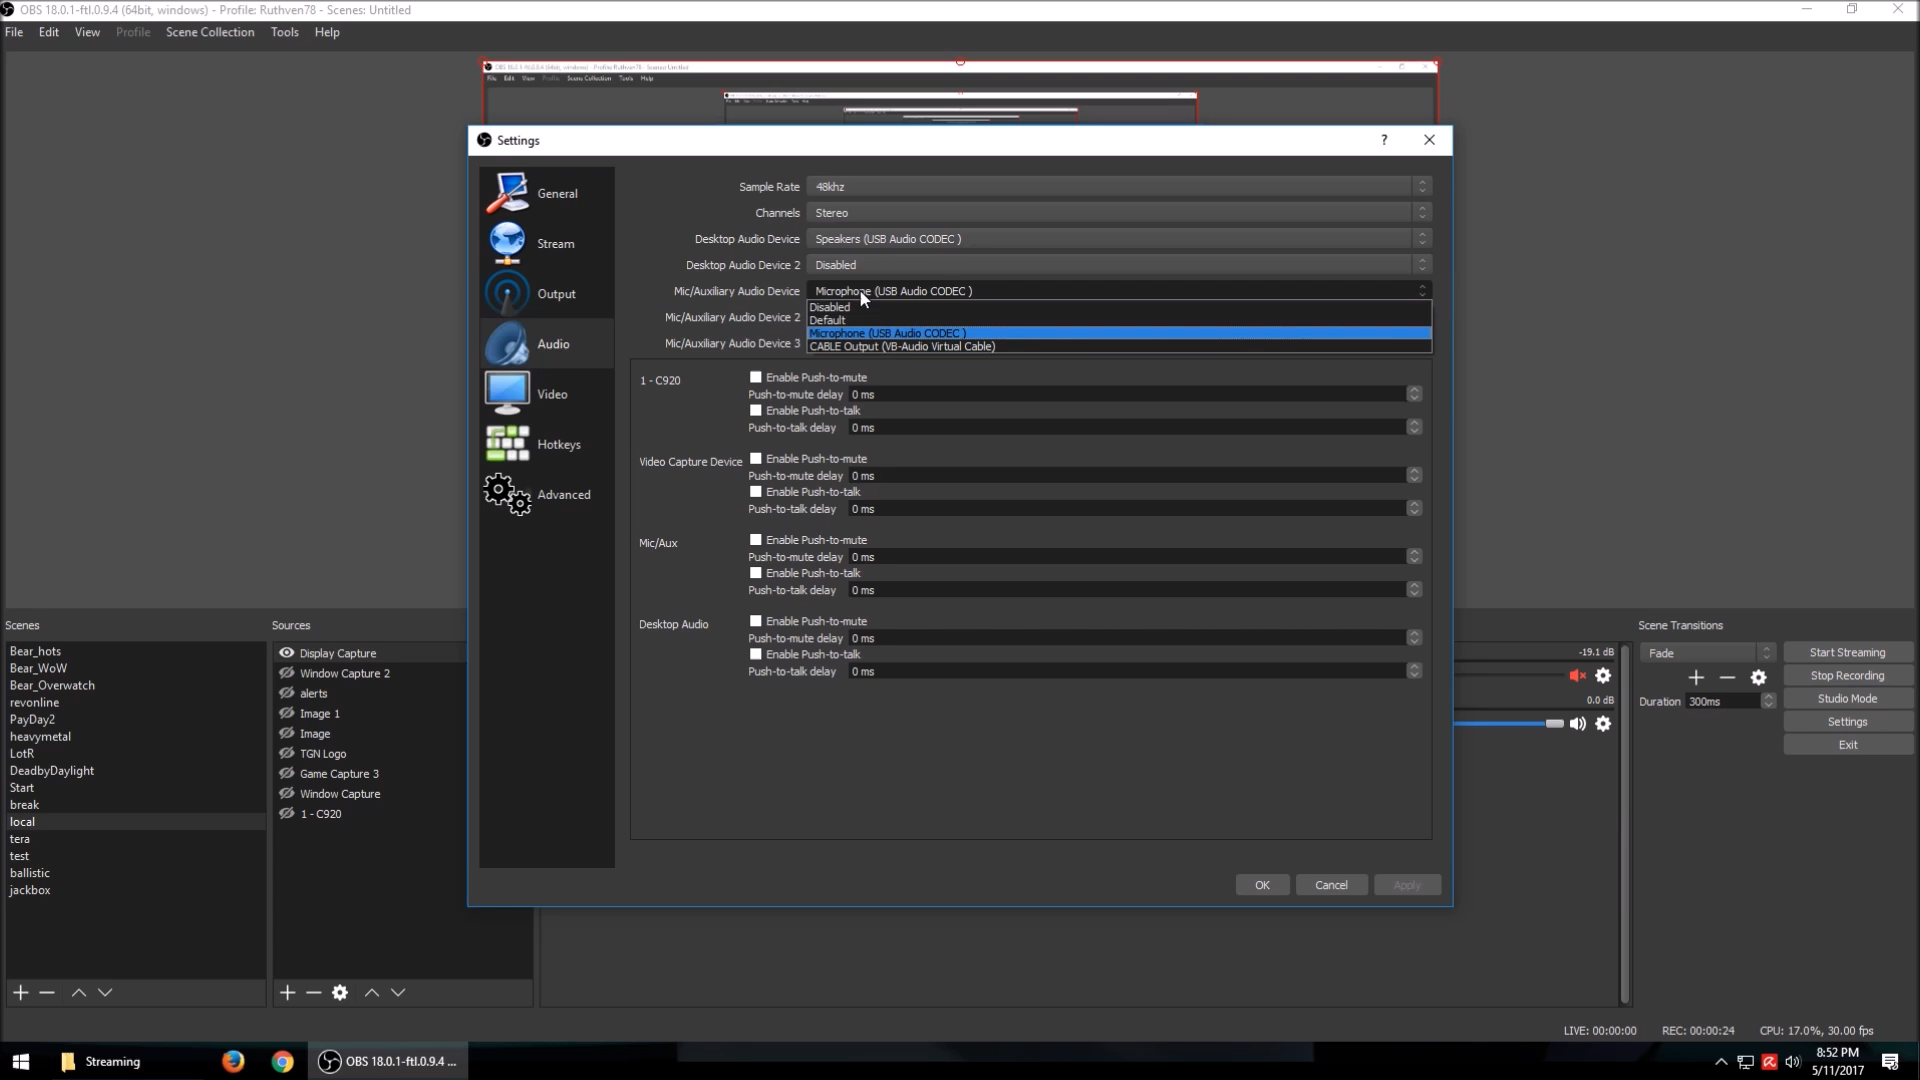 OBS 18.0.1-ftl.0.9.4 (64bit, windows) - Profile: Ruthven78 - Scenes: Untitled
File Edit View Profile Scene Collection Tools Help
Settings
?
General
Stream
Output
Audio
Video
Hotkeys
Advanced
Sample Rate 48khz
Channels Stereo
Desktop Audio Device Speakers (USB Audio CODEC )
Desktop Audio Device 2 Disabled
Mic/Auxiliary Audio Device Microphone (USB Audio CODEC )
Disabled
Mic/Auxiliary Audio Device 2
Default
Microphone (USB Audio CODEC )
Mic/Auxiliary Audio Device 3
CABLE Output (VB-Audio Virtual Cable)
1 - C920
Enable Push-to-mute
Push-to-mute delay 0 ms
Enable Push-to-talk
Push-to-talk delay 0 ms
Video Capture Device
Enable Push-to-mute
Push-to-mute delay 0 ms
Enable Push-to-talk
Push-to-talk delay 0 ms
Mic/Aux
Enable Push-to-mute
Push-to-mute delay 0 ms
Enable Push-to-talk
Push-to-talk delay 0 ms
Desktop Audio
Enable Push-to-mute
Push-to-mute delay 0 ms
Enable Push-to-talk
Push-to-talk delay 0 ms
OK Cancel Apply
Scenes
Bear_hots
Bear_WoW
Bear_Overwatch
revonline
PayDay2
heavymetal
LotR
DeadbyDaylight
Start
break
local
tera
test
ballistic
jackbox
Sources
Display Capture
Window Capture 2
alerts
Image 1
Image
TGN Logo
Game Capture 3
Window Capture
1 - C920
-19.1 dB
0.0 dB
Scene Transitions
Fade
Duration 300ms
Start Streaming
Stop Recording
Studio Mode
Settings
Exit
LIVE: 00:00:00 REC: 00:00:24 CPU: 17.0%, 30.00 fps
Streaming
OBS 18.0.1-ftl.0.9.4 ...
8:52 PM
5/11/2017